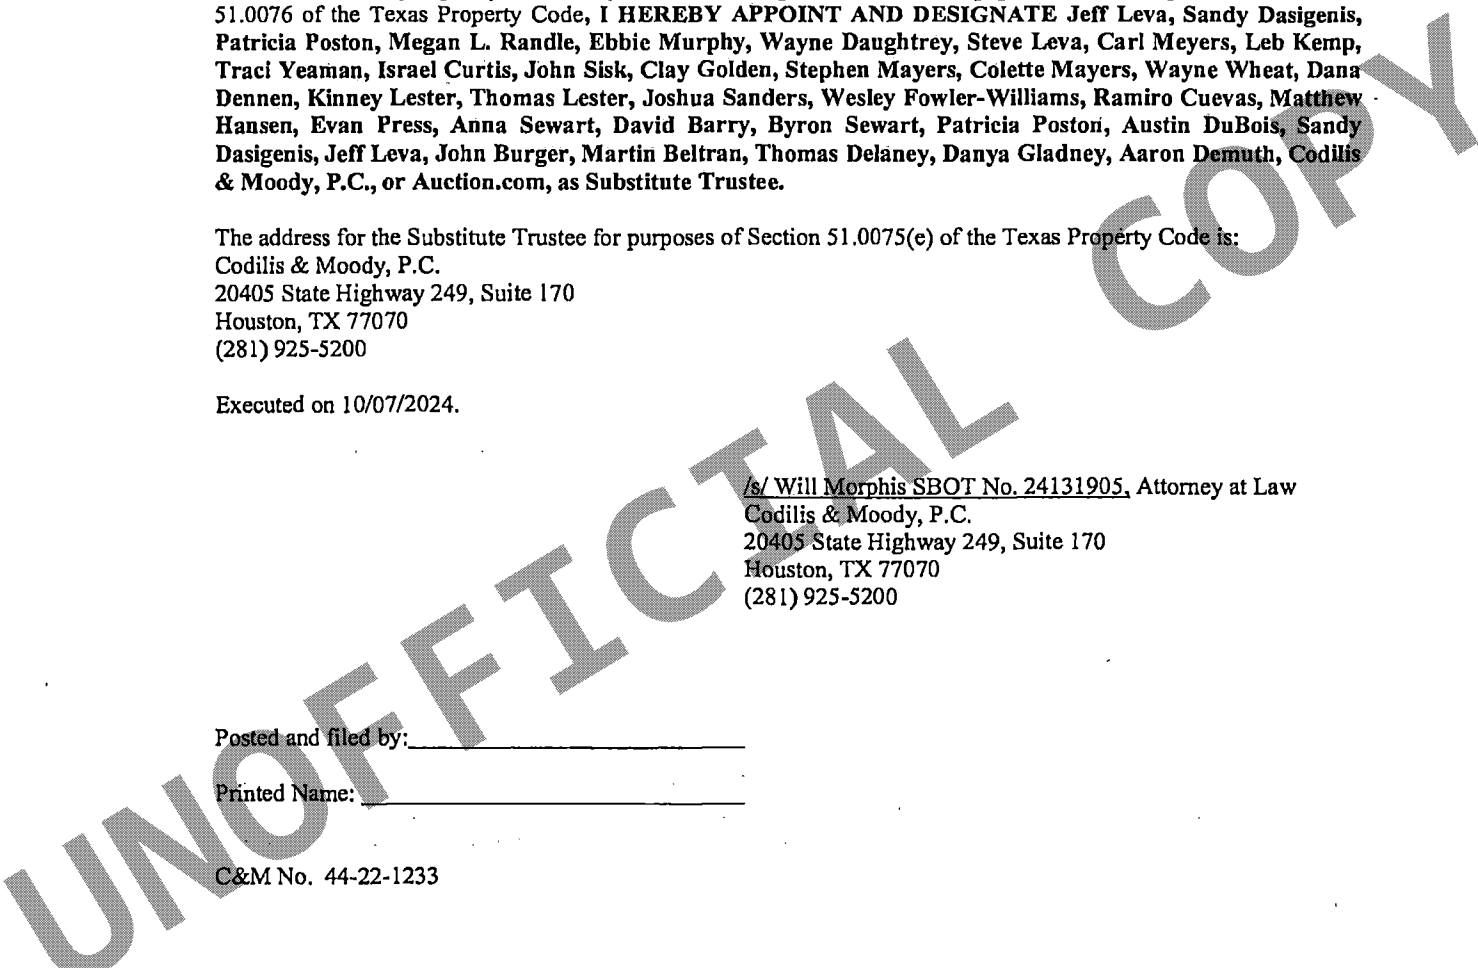 51.0076 of the Texas Property Code, I HEREBY APPOINT AND DESIGNATE Jeff Leva, Sandy Dasigenis,
Patricia Poston, Megan L. Randle, Ebbie Murphy, Wayne Daughtrey, Steve Leva, Carl Meyers, Leb Kemp,
Traci Yeaman, Israel Curtis, John Sisk, Clay Golden, Stephen Mayers, Colette Mayers, Wayne Wheat, Dana
Dennen, Kinney Lester, Thomas Lester, Joshua Sanders, Wesley Fowler-Williams, Ramiro Cuevas, Matthew
Hansen, Evan Press, Anna Sewart, David Barry, Byron Sewart, Patricia Poston, Austin DuBois, Sandy
Dasigenis, Jeff Leva, John Burger, Martin Beltran, Thomas Delaney, Danya Gladney, Aaron Demuth, Codilis
& Moody, P.C., or Auction.com, as Substitute Trustee.
The address for the Substitute Trustee for purposes of Section 51.0075(e) of the Texas Property Code is:
Codilis & Moody, P.C.
20405 State Highway 249, Suite 170
Houston, TX 77070
(281) 925-5200
Executed on 10/07/2024.
/s/ Will Morphis SBOT No. 24131905, Attorney at Law
Codilis & Moody, P.C.
20405 State Highway 249, Suite 170
Houston, TX 77070
(281) 925-5200
Posted and filed by:
Printed Name:
C&M No. 44-22-1233
UNOFFICIAL COPY